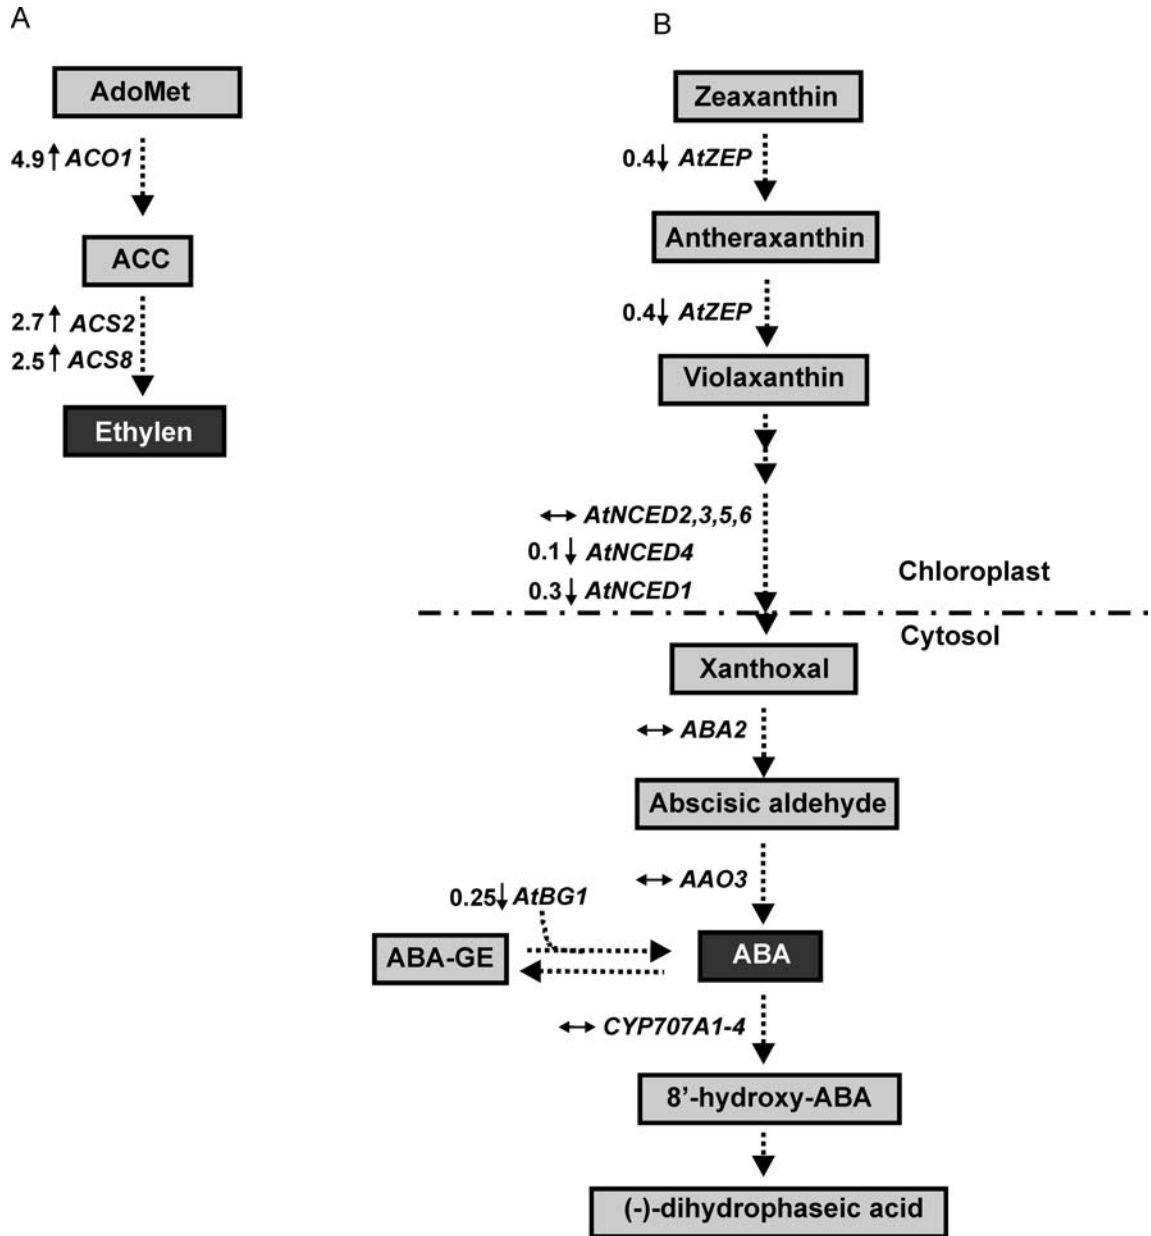 A
AdoMet
4.9 ACO1
ACC
2.7 ACS2
2.5 ACS8
Ethylen
B
Zeaxanthin
0.4 AtZEP
Antheraxanthin
0.4 AtZEP
Violaxanthin
AtNCED2,3,5,6
0.1 AtNCED4
0.3 AtNCED1
Chloroplast
Cytosol
Xanthoxal
ABA2
Abscisic aldehyde
AAO3
0.25 AtBG1
ABA-GE
ABA
CYP707A1-4
8’-hydroxy-ABA
(-)-dihydrophaseic acid